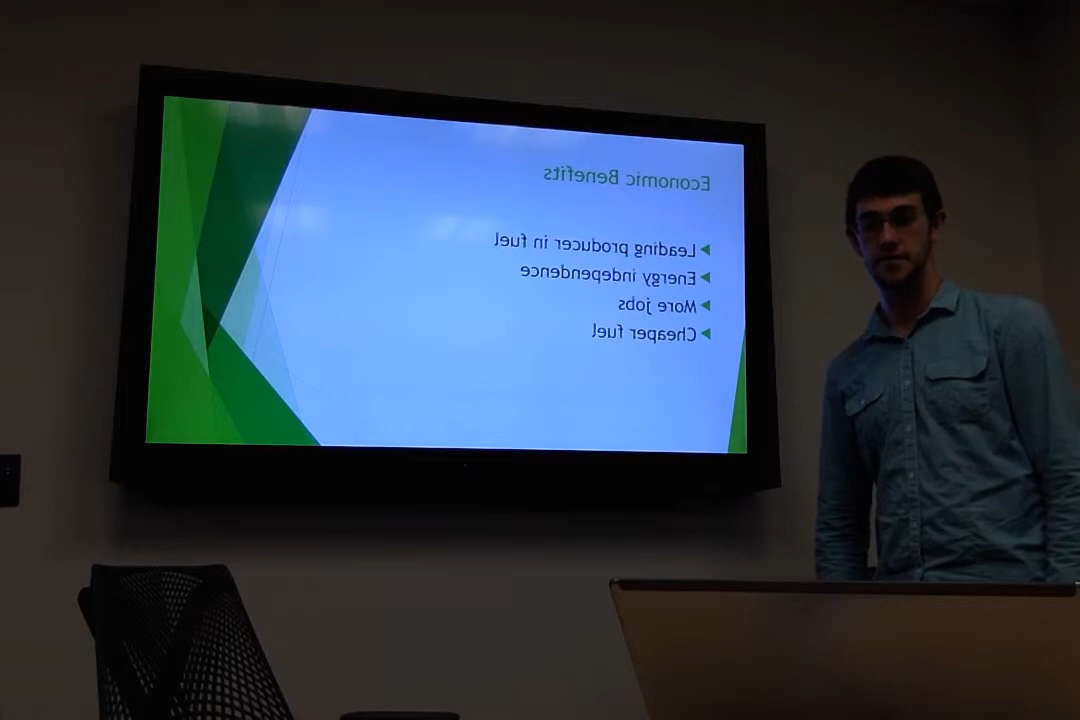 Economic Benefits
Leading producer in fuel
Energy independence
More jobs
Cheaper fuel